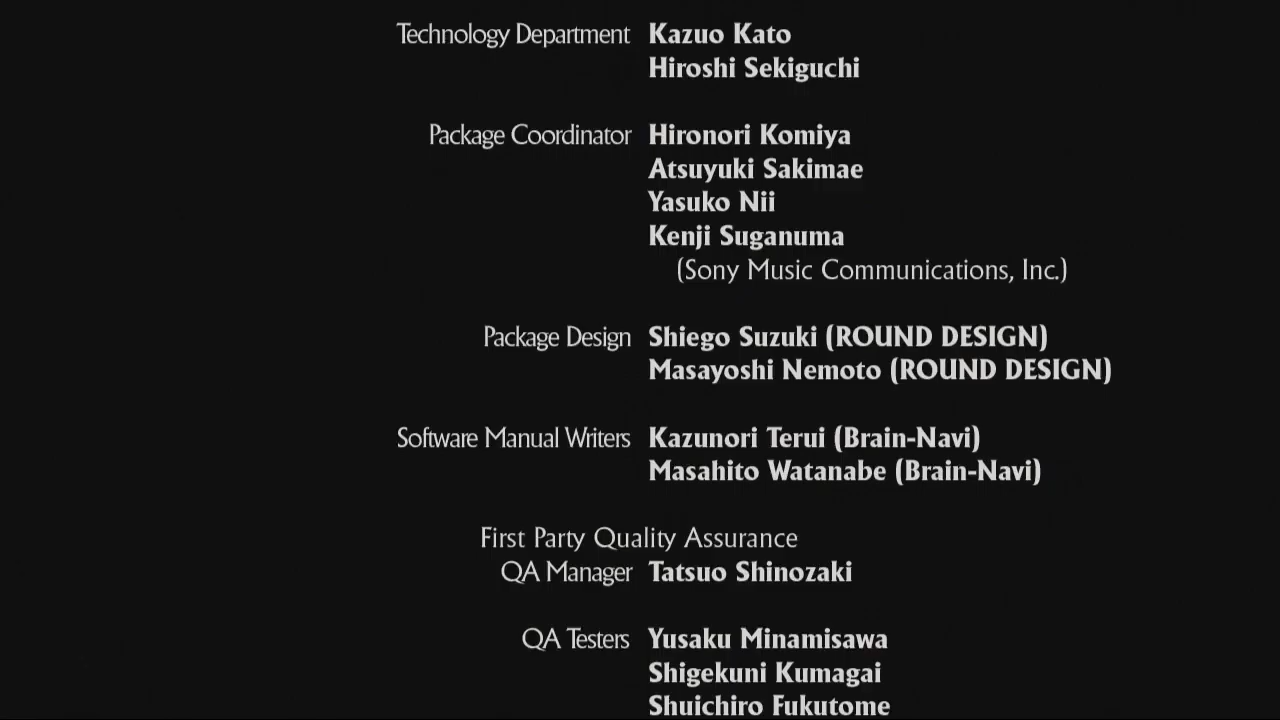 Technology Department Kazuo Kato
Hiroshi Sekiguchi
Package Coordinator Hironori Komiya
Atsuyuki Sakimae
Yasuko Nii
Kenji Suganuma
(Sony Music Communications, Inc.)
Package Design Shiego Suzuki (ROUND DESIGN)
Masayoshi Nemoto (ROUND DESIGN)
Software Manual Writers Kazunori Terui (Brain-Navi)
Masahito Watanabe (Brain-Navi)
First Party Quality Assurance
QA Manager Tatsuo Shinozaki
QA Testers Yusaku Minamisawa
Shigekuni Kumagai
Shuichiro Fukutome